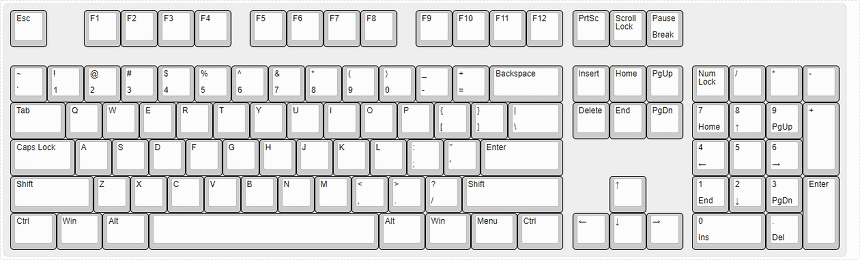 Esc F1 F2 F3 F4 F5 F6 F7 F8 F9 F10 F11 F12 PrtSc Scroll Lock Pause Break
~ ! @ # $ % ^ & * ( ) _ + Backspace Insert Home PgUp Num Lock / * -
` 1 2 3 4 5 6 7 8 9 0 - =
Tab Q W E R T Y U I O P { } | Delete End PgDn 7 8 9 +
[ ] \ Home ↑ PgUp
Caps Lock A S D F G H J K L : " Enter 4 5 6
; ' ← →
Shift Z X C V B N M < > ? Shift ↑ 1 2 3 Enter
, . / End ↓ PgDn
Ctrl Win Alt Alt Win Menu Ctrl ← ↓ → 0 .
Ins Del